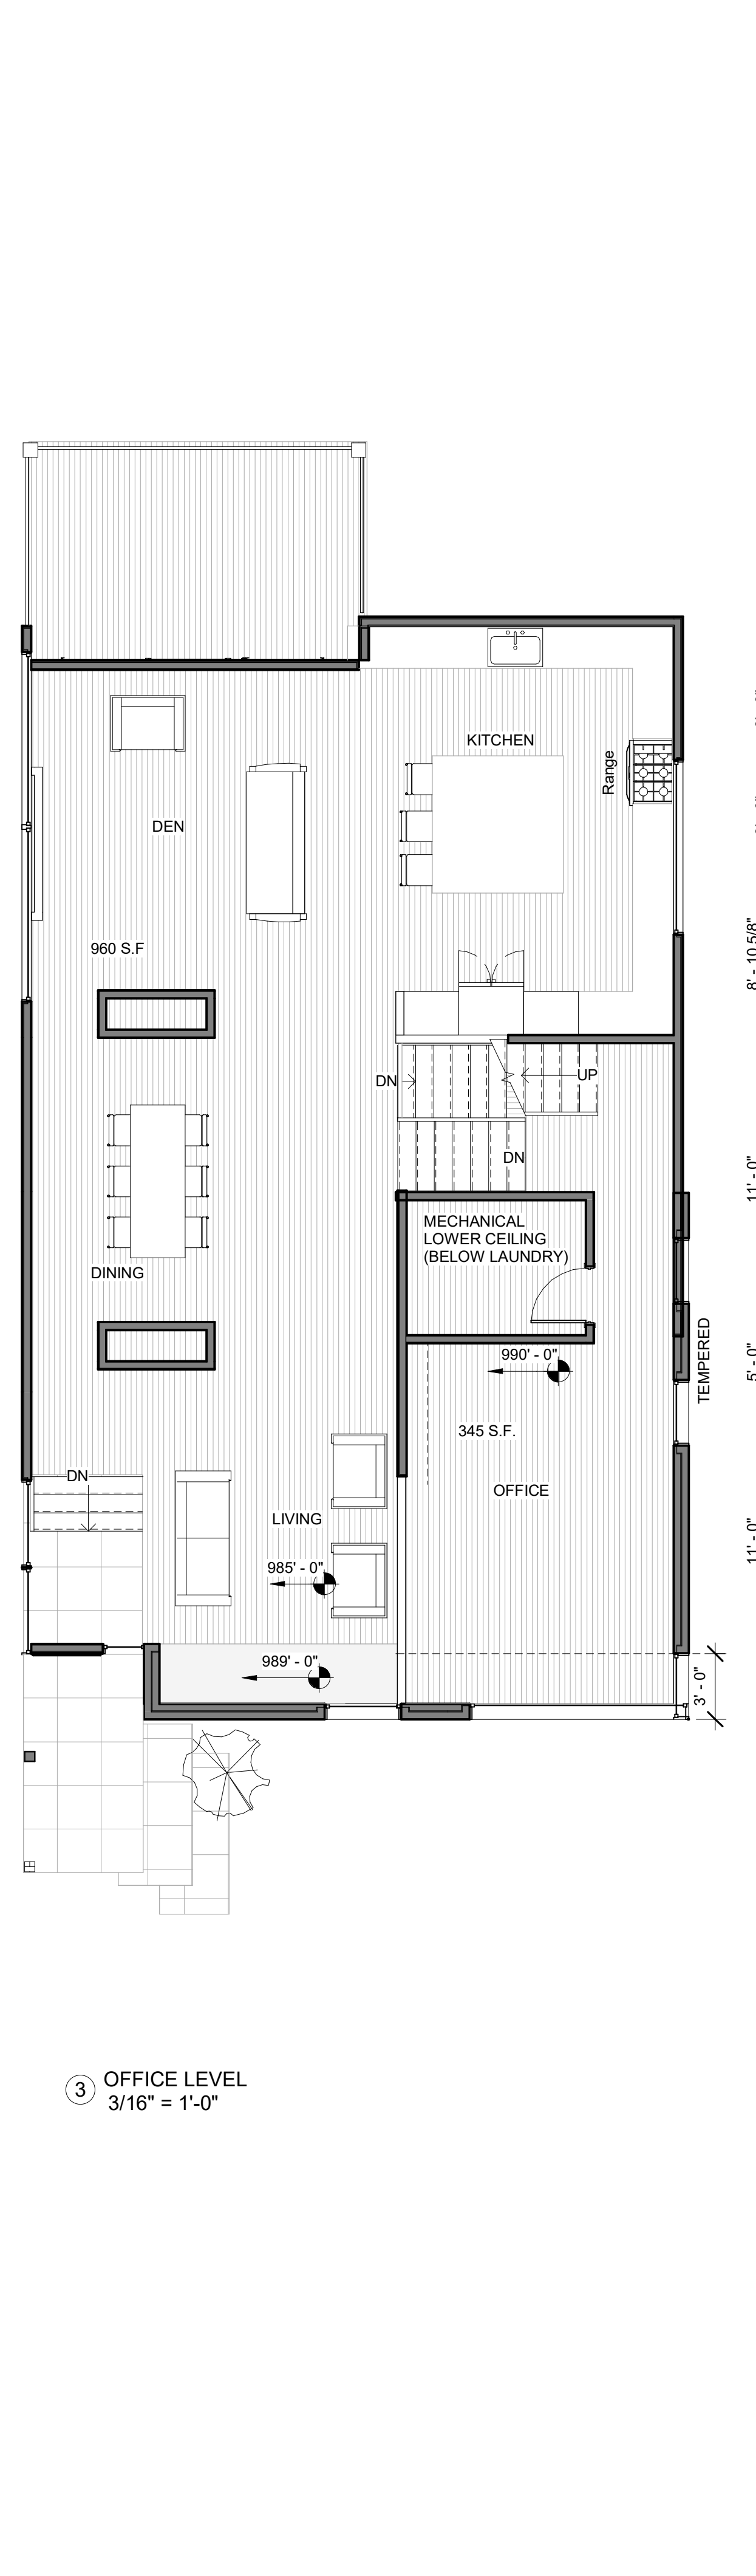 KITCHEN
Range
DEN
960 S.F
8' - 10 5/8"
DN
UP
DN
11' - 0"
MECHANICAL
LOWER CEILING
(BELOW LAUNDRY)
DINING
TEMPERED
990' - 0"
5' - 0"
345 S.F.
DN
OFFICE
LIVING
11' - 0"
985' - 0"
989' - 0"
3' - 0"
3
OFFICE LEVEL
3/16" = 1'-0"